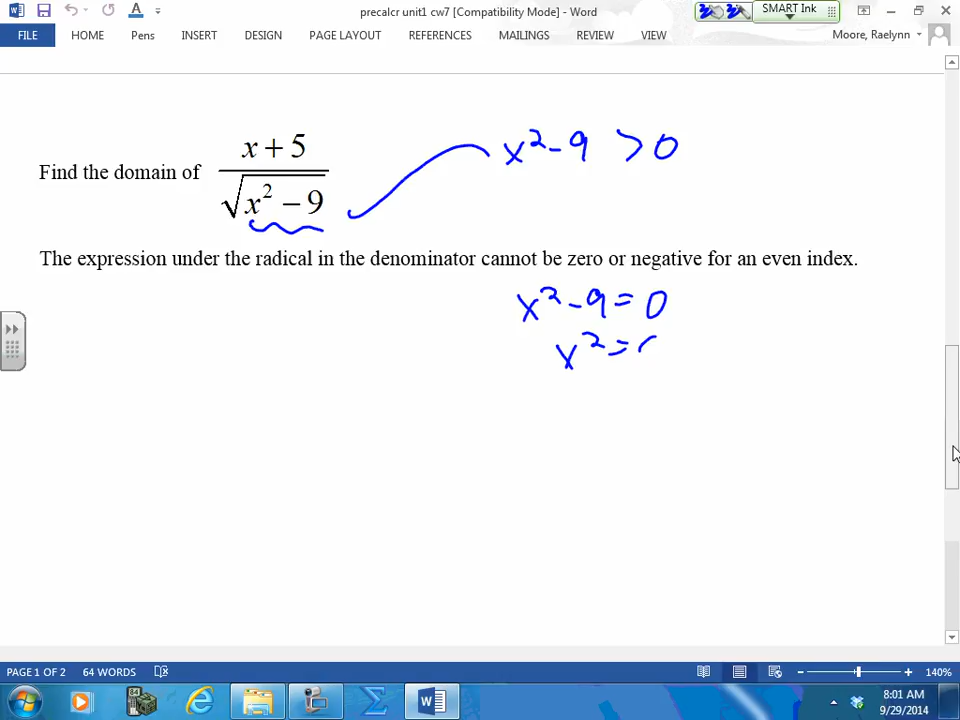 precalcr unit1 cw7 [Compatibility Mode] - Word
SMART Ink
FILE HOME Pens INSERT DESIGN PAGE LAYOUT REFERENCES MAILINGS REVIEW VIEW Moore, Raelynn
Find the domain of
x + 5
√x² − 9
x² - 9 > 0
The expression under the radical in the denominator cannot be zero or negative for an even index.
x² - 9 = 0
x² =
PAGE 1 OF 2 64 WORDS 140%
8:01 AM
9/29/2014